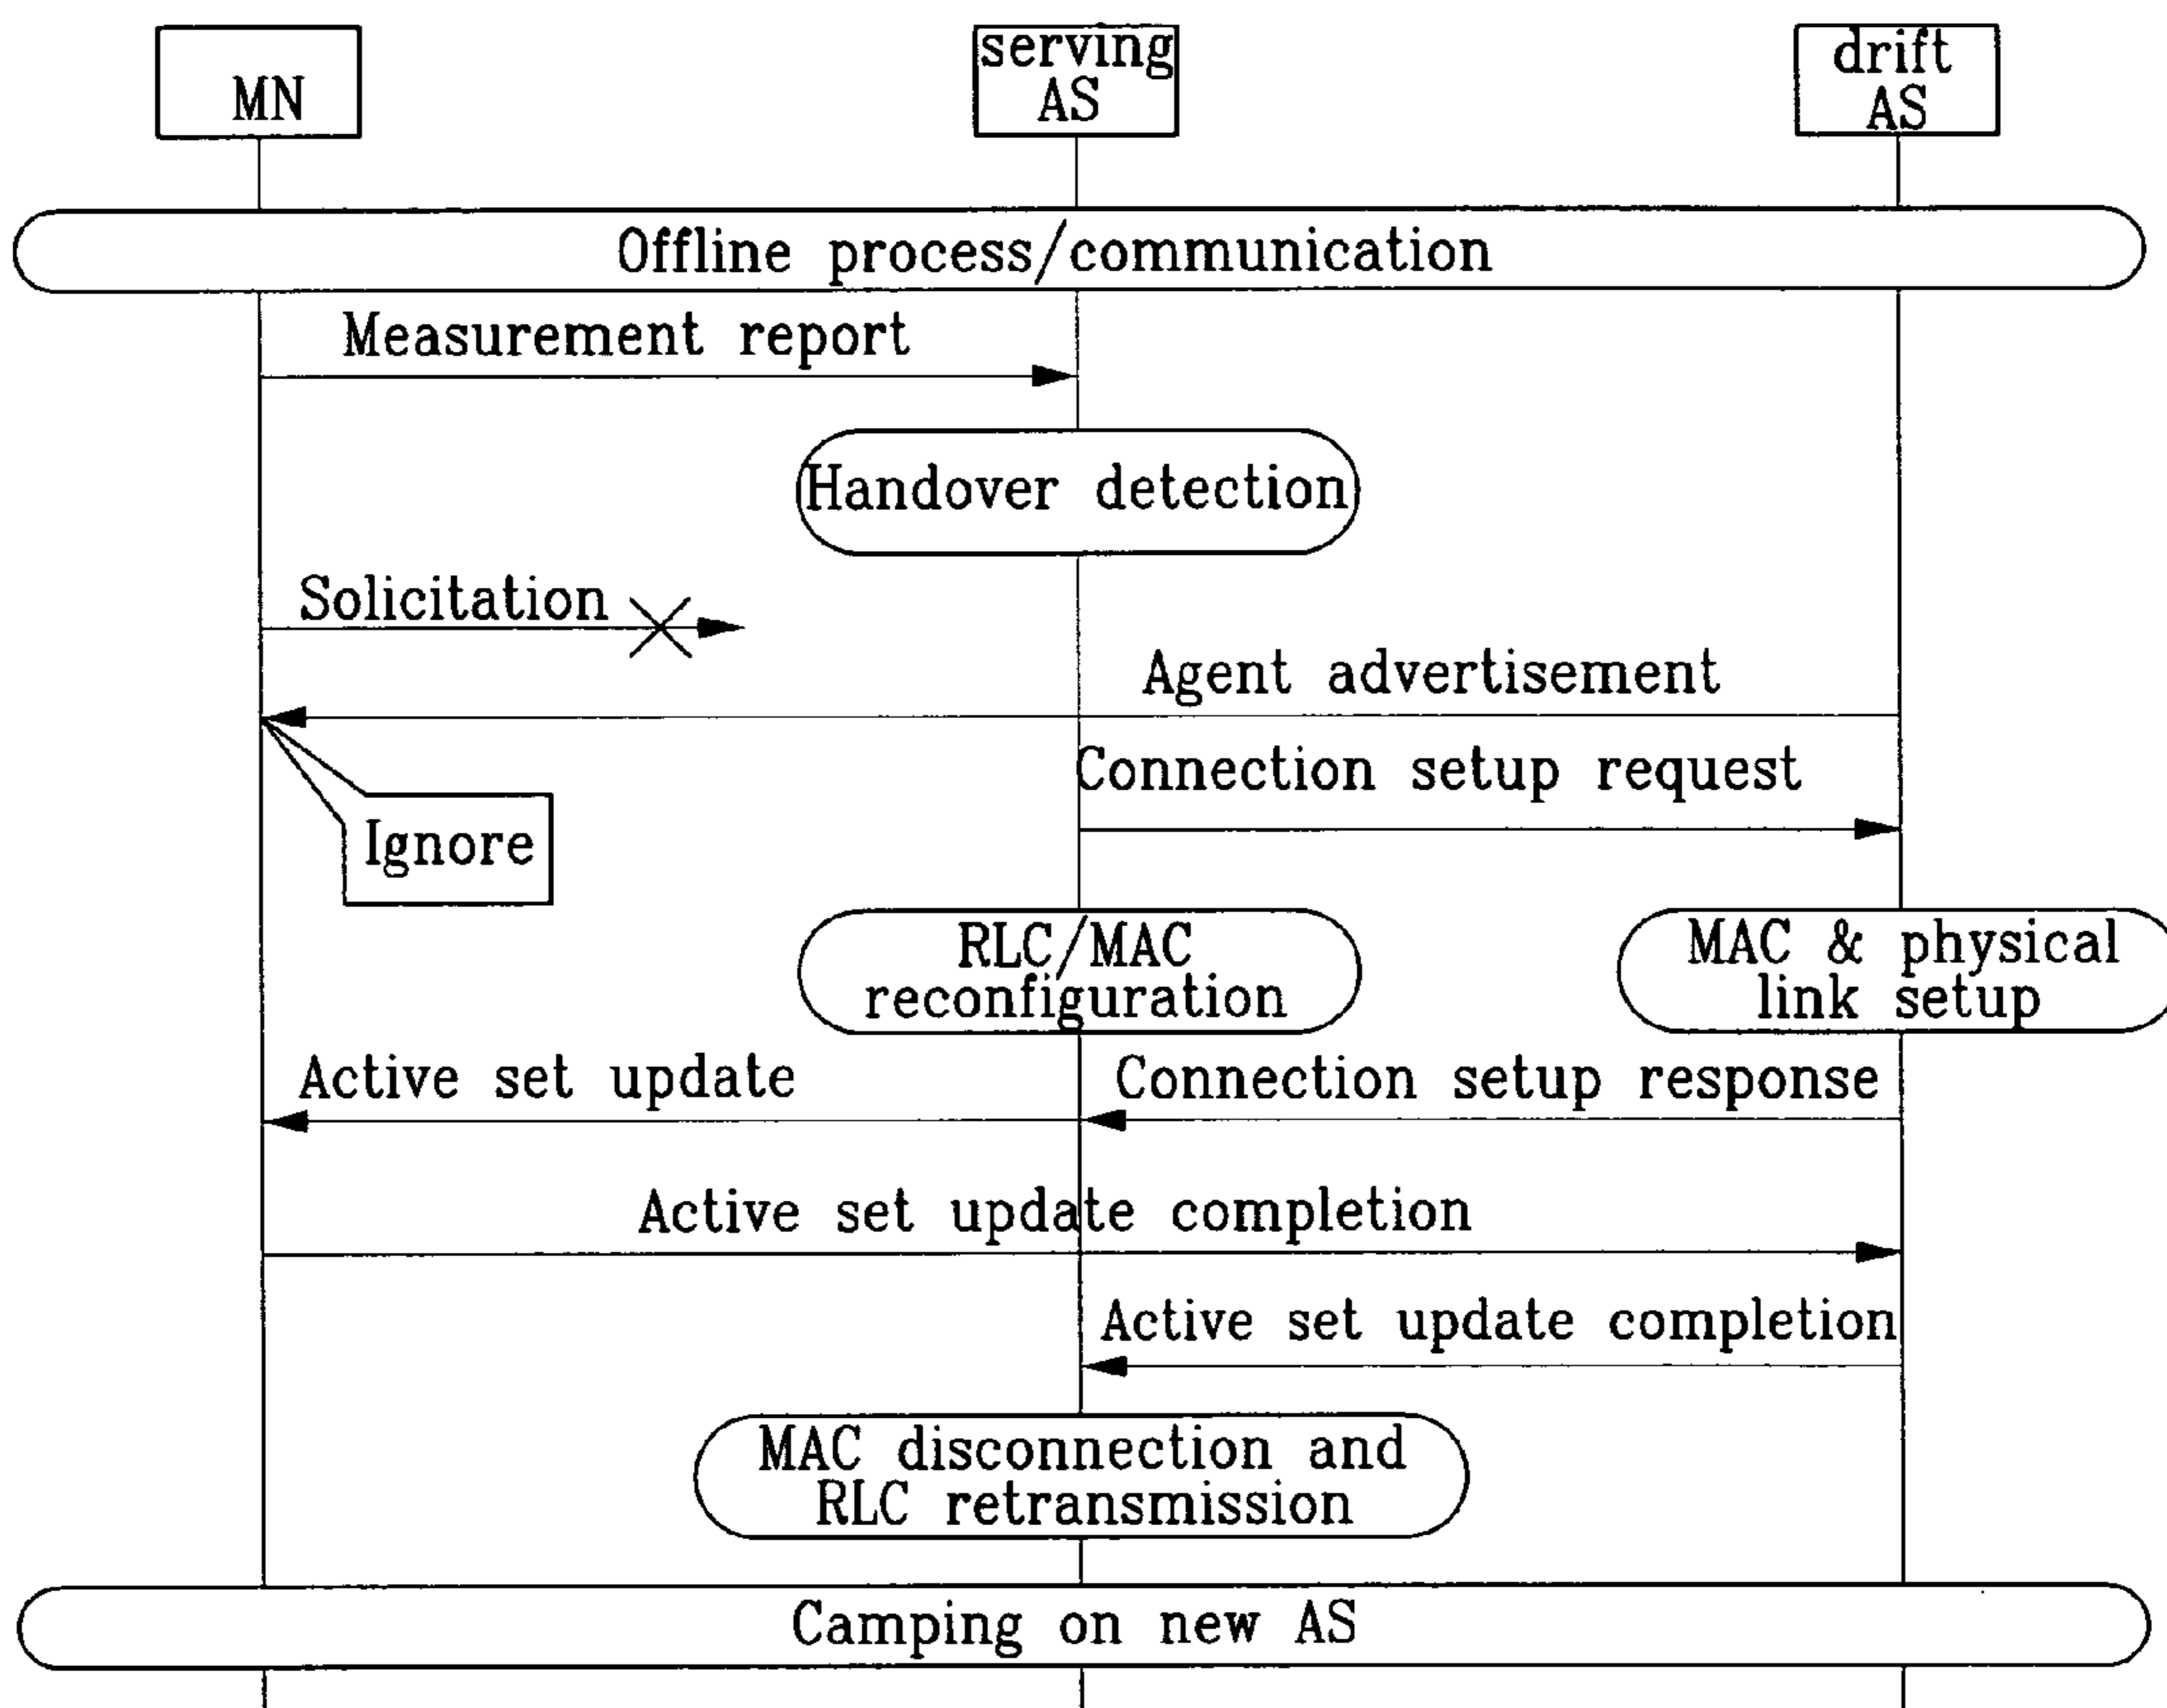 MN
serving
AS
drift
AS
Offline process/communication
Measurement report
Handover detection
Solicitation
Agent advertisement
Connection setup request
Ignore
RLC/MAC
reconfiguration
MAC & physical
link setup
Active set update
Connection setup response
Active set update completion
Active set update completion
MAC disconnection and
RLC retransmission
Camping on new AS